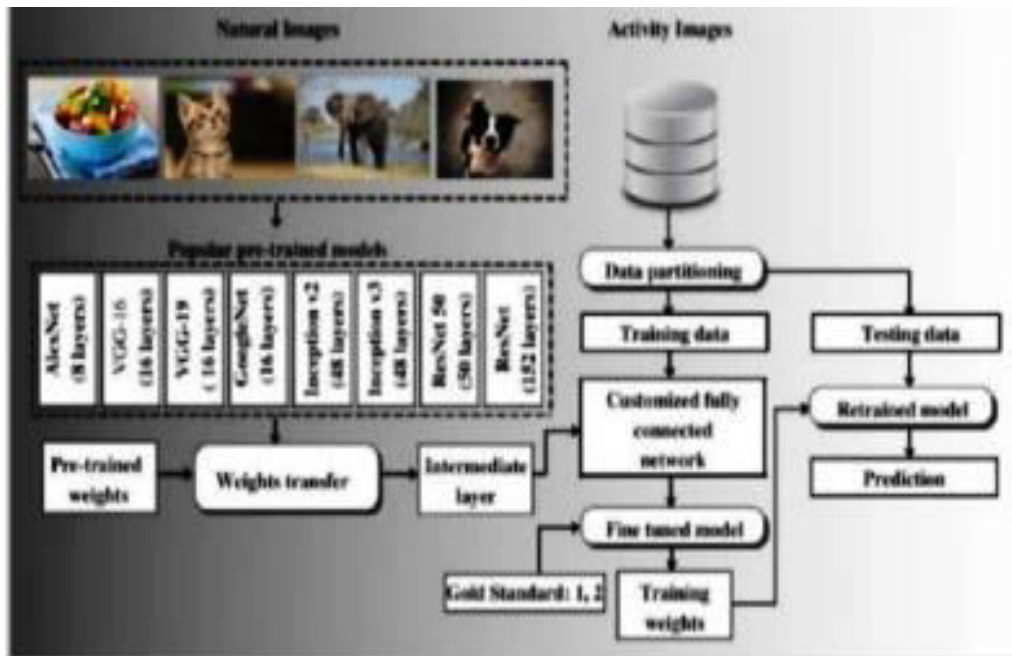 Natural Images
Activity Images
Popular pre-trained models
AlexNet
(8 layers)
VGG-16
(16 layers)
VGG-19
( 16 layers)
GoogleNet
(16 layers)
Inception v2
(48 layers)
Inception v3
(48 layers)
ResNet 50
(50 layers)
ResNet
(152 layers)
Data partitioning
Training data
Testing data
Customized fully
connected
network
Retrained model
Pre-trained
weights
Weights transfer
Intermediate
layer
Prediction
Fine tuned model
Gold Standard: 1, 2
Training
weights